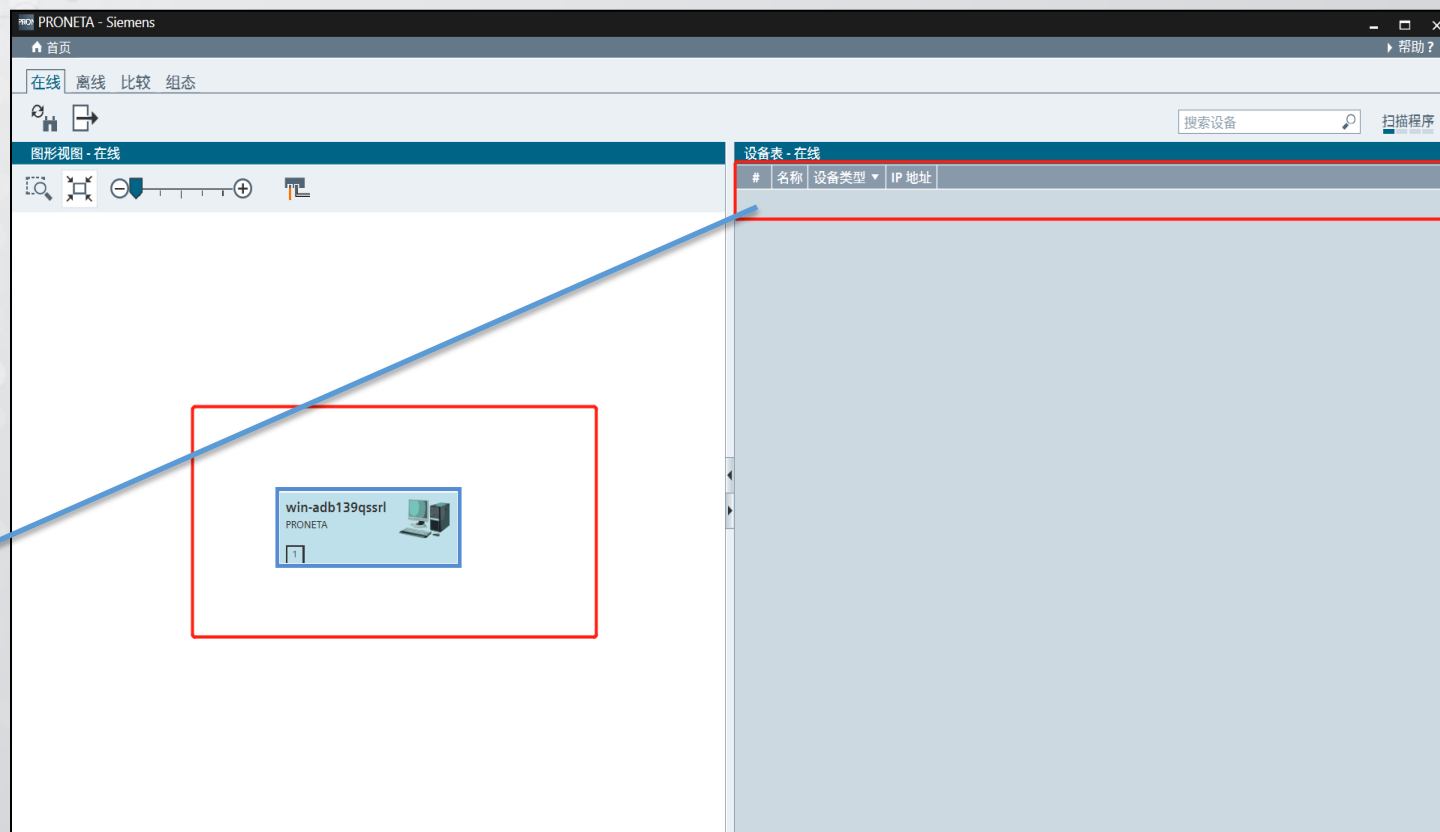 PRONETA - Siemens
首页
帮助 ?
在线 离线 比较 组态
搜索设备
扫描程序
图形视图 - 在线
设备表 - 在线
# 名称 设备类型 IP 地址
win-adb139qssrl
PRONETA
1